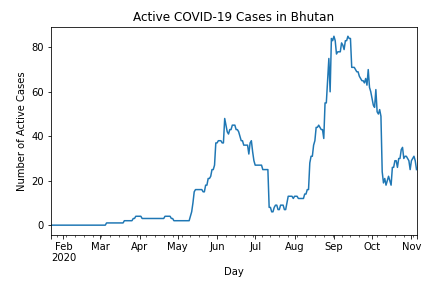 Active COVID-19 Cases in Bhutan
Number of Active Cases
80
60
40
20
0
Feb Mar Apr May Jun Jul Aug Sep Oct Nov
2020
Day